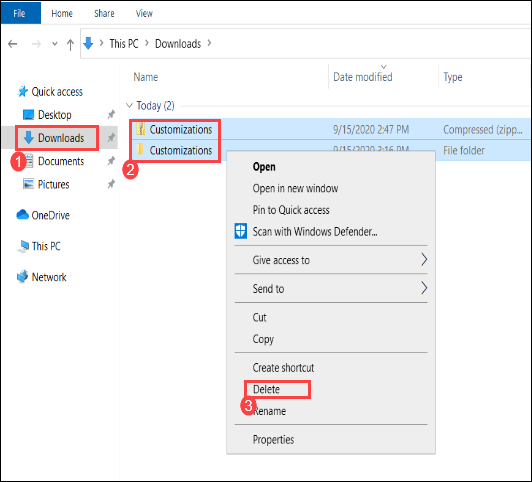 File Home Share View
This PC > Downloads >
Name Date modified Type
Quick access
Today (2)
Desktop
Customizations 9/15/2020 2:47 PM Compressed (zipp...
Downloads
Customizations 9/15/2020 3:16 PM File folder
1
Documents
2
Pictures
OneDrive
This PC
Network
Open
Open in new window
Pin to Quick access
Scan with Windows Defender...
Give access to
Send to
Cut
Copy
Create shortcut
Delete
3
Rename
Properties